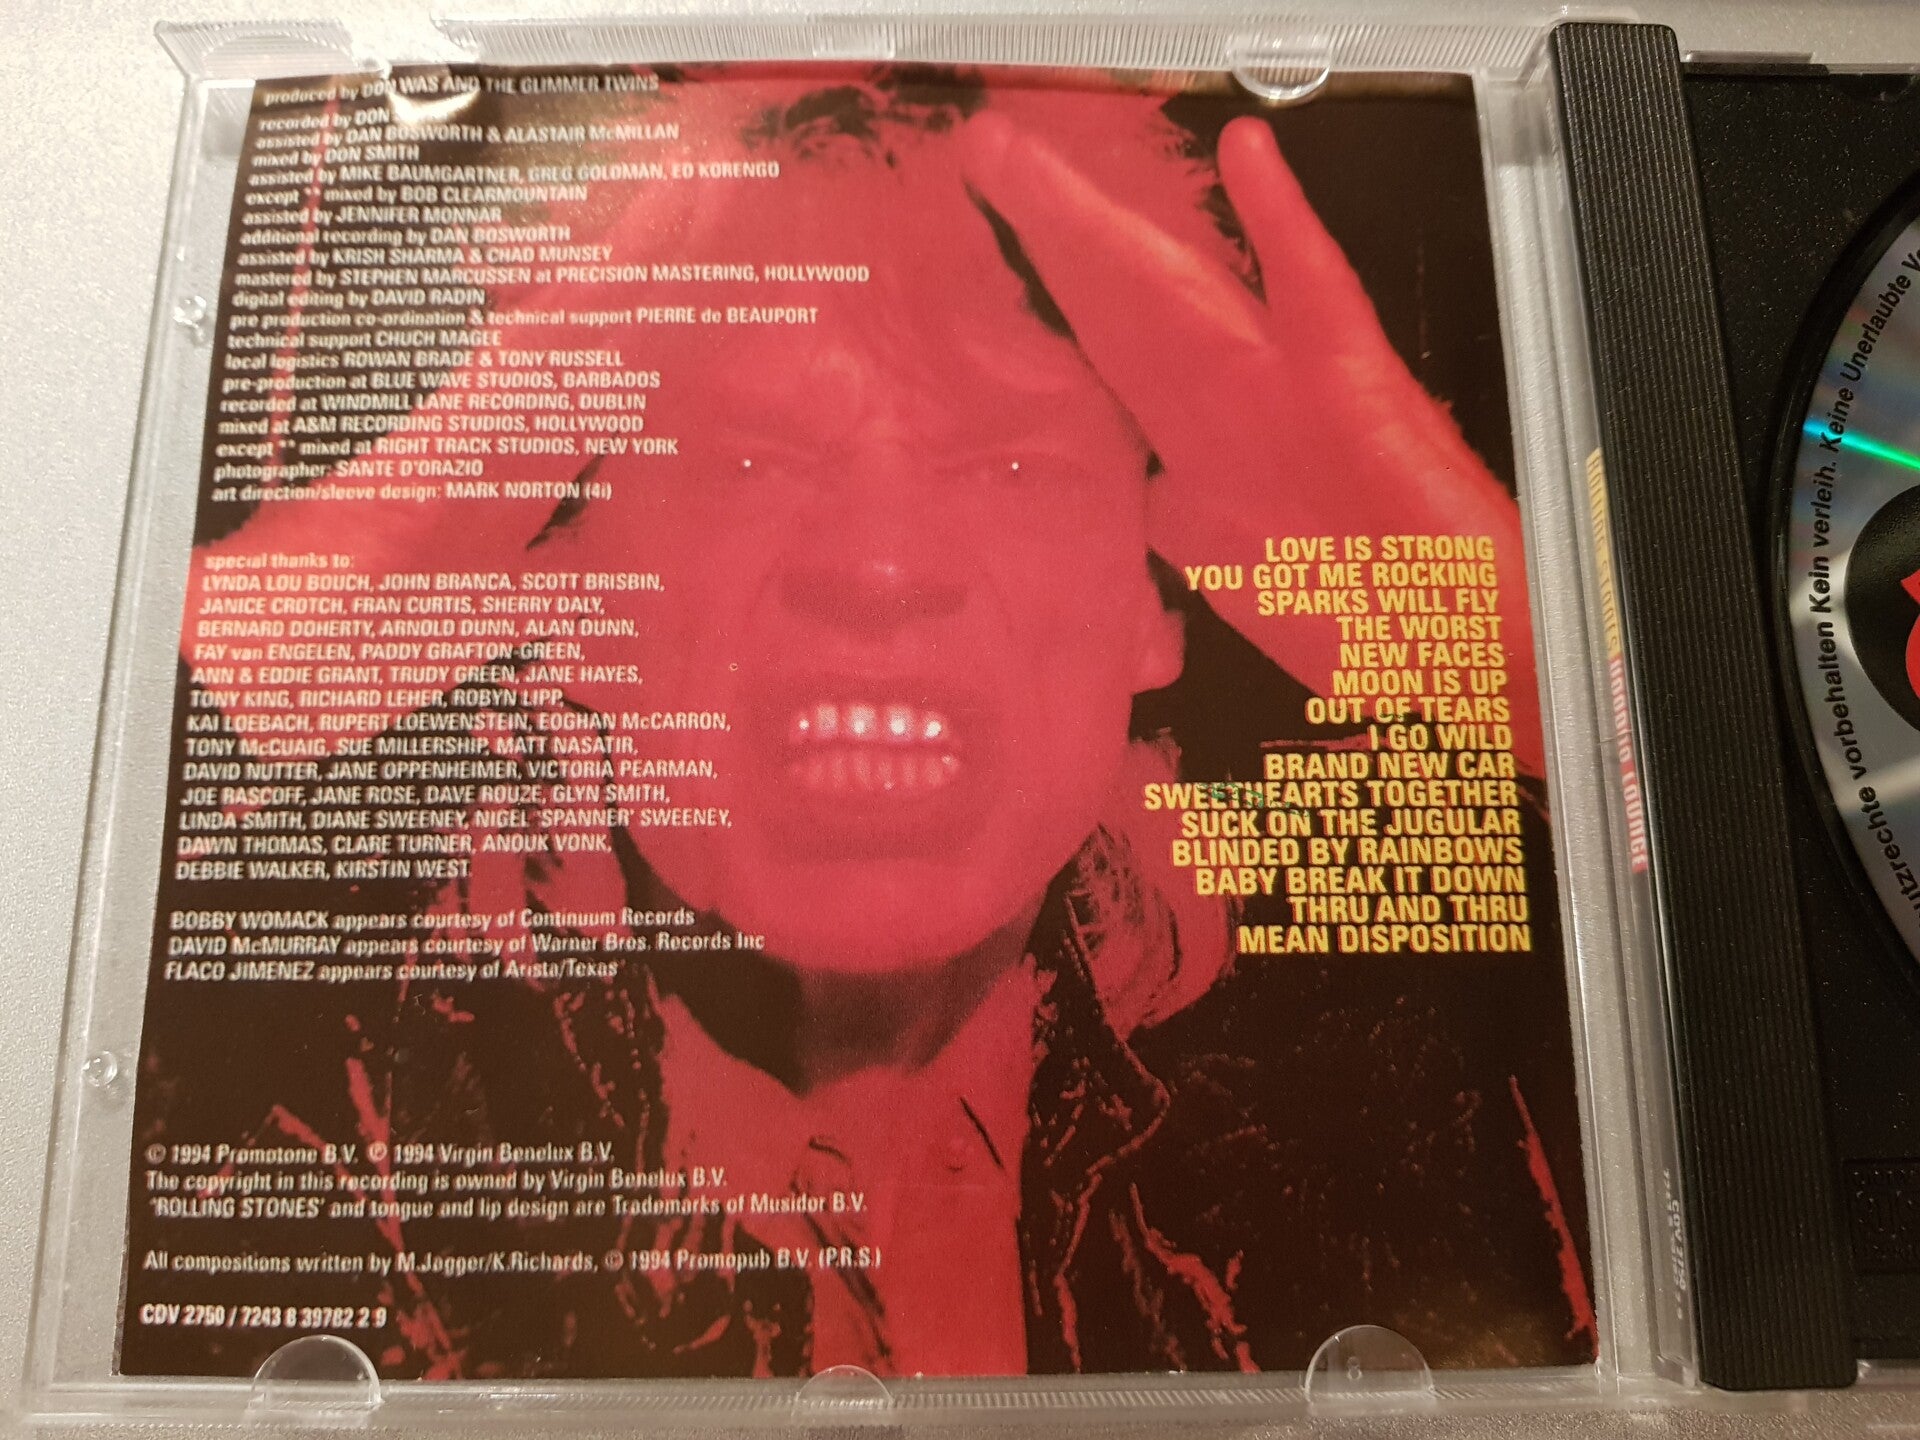 produced by DON WAS AND THE GLIMMER TWINS
recorded by DON
assisted by DAN BOSWORTH & ALASTAIR McMILLAN
mixed by DON SMITH
assisted by MIKE BAUMGARTNER, GREG GOLDMAN, ED KORENGO
except ** mixed by BOB CLEARMOUNTAIN
assisted by JENNIFER MONNAR
additional recording by DAN BOSWORTH
assisted by KRISH SHARMA & CHAD MUNSEY
mastered by STEPHEN MARCUSSEN at PRECISION MASTERING, HOLLYWOOD
digital editing by DAVID RADIN
pre production co-ordination & technical support PIERRE de BEAUPORT
technical support CHUCH MAGEE
local logistics ROWAN BRADE & TONY RUSSELL
pre-production at BLUE WAVE STUDIOS, BARBADOS
recorded at WINDMILL LANE RECORDING, DUBLIN
mixed at A&M RECORDING STUDIOS, HOLLYWOOD
except ** mixed at RIGHT TRACK STUDIOS, NEW YORK
photographer: SANTE D'ORAZIO
art direction/sleeve design: MARK NORTON (4i)
special thanks to:
LYNDA LOU BOUCH, JOHN BRANCA, SCOTT BRISBIN,
JANICE CROTCH, FRAN CURTIS, SHERRY DALY,
BERNARD DOHERTY, ARNOLD DUNN, ALAN DUNN,
FAY van ENGELEN, PADDY GRAFTON-GREEN,
ANN & EDDIE GRANT, TRUDY GREEN, JANE HAYES,
TONY KING, RICHARD LEHER, ROBYN LIPP,
KAI LOEBACH, RUPERT LOEWENSTEIN, EOGHAN McCARRON,
TONY McCUAIG, SUE MILLERSHIP, MATT NASATIR,
DAVID NUTTER, JANE OPPENHEIMER, VICTORIA PEARMAN,
JOE RASCOFF, JANE ROSE, DAVE ROUZE, GLYN SMITH,
LINDA SMITH, DIANE SWEENEY, NIGEL 'SPANNER' SWEENEY,
DAWN THOMAS, CLARE TURNER, ANOUK VONK,
DEBBIE WALKER, KIRSTIN WEST.
BOBBY WOMACK appears courtesy of Continuum Records
DAVID McMURRAY appears courtesy of Warner Bros. Records Inc
FLACO JIMENEZ appears courtesy of Arista/Texas
© 1994 Promotone B.V. ℗ 1994 Virgin Benelux B.V.
The copyright in this recording is owned by Virgin Benelux B.V.
'ROLLING STONES' and tongue and lip design are Trademarks of Musidor B.V.
All compositions written by M.Jagger/K.Richards, © 1994 Promopub B.V. (P.R.S.)
CDV 2750 / 7243 8 39782 2 9
LOVE IS STRONG
YOU GOT ME ROCKING
SPARKS WILL FLY
THE WORST
NEW FACES
MOON IS UP
OUT OF TEARS
I GO WILD
BRAND NEW CAR
SWEETHEARTS TOGETHER
SUCK ON THE JUGULAR
BLINDED BY RAINBOWS
BABY BREAK IT DOWN
THRU AND THRU
MEAN DISPOSITION
ROLLING STONES VOODOO LOUNGE
vorbehalten Kein verleih. Keine Unerlaubte
8